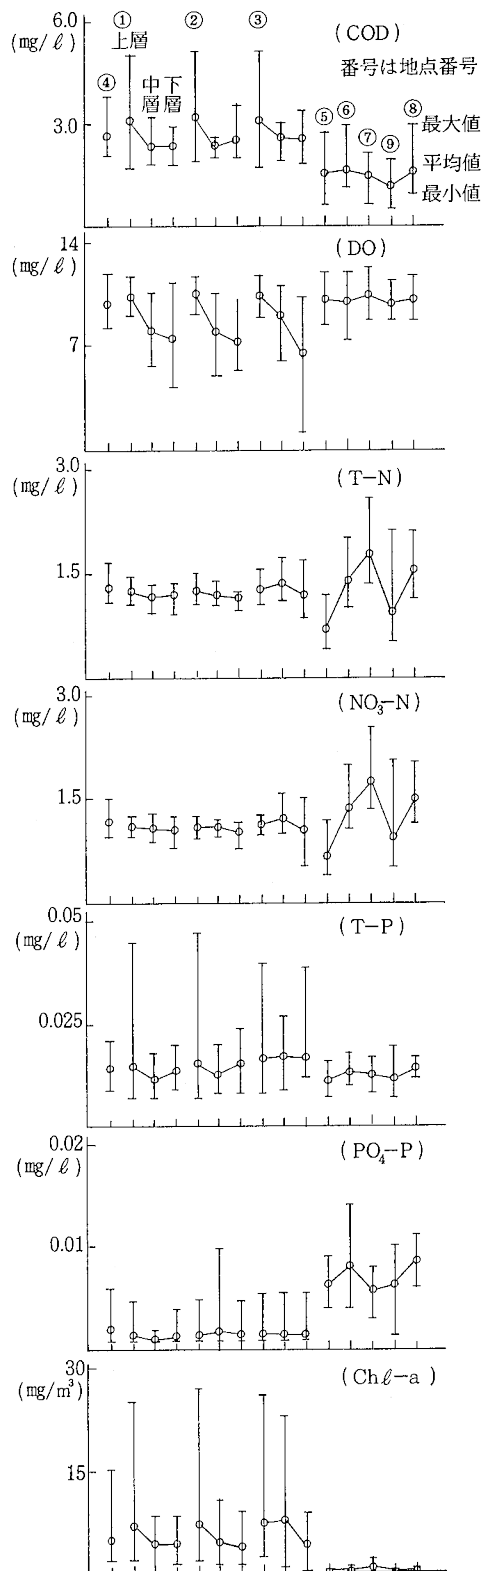 6.0
(mg/ℓ)
(COD)
① ② ③
上層
番号は地点番号
④
中層 下層
3.0
⑤ ⑥ ⑦ ⑨ ⑧
最大値
平均値
最小値
14
(mg/ℓ)
(DO)
7
3.0
(mg/ℓ)
(T-N)
1.5
3.0
(mg/ℓ)
(NO₃-N)
1.5
0.05
(mg/ℓ)
(T-P)
0.025
0.02
(mg/ℓ)
(PO₄-P)
0.01
30
(mg/m³)
(Chℓ-a)
15